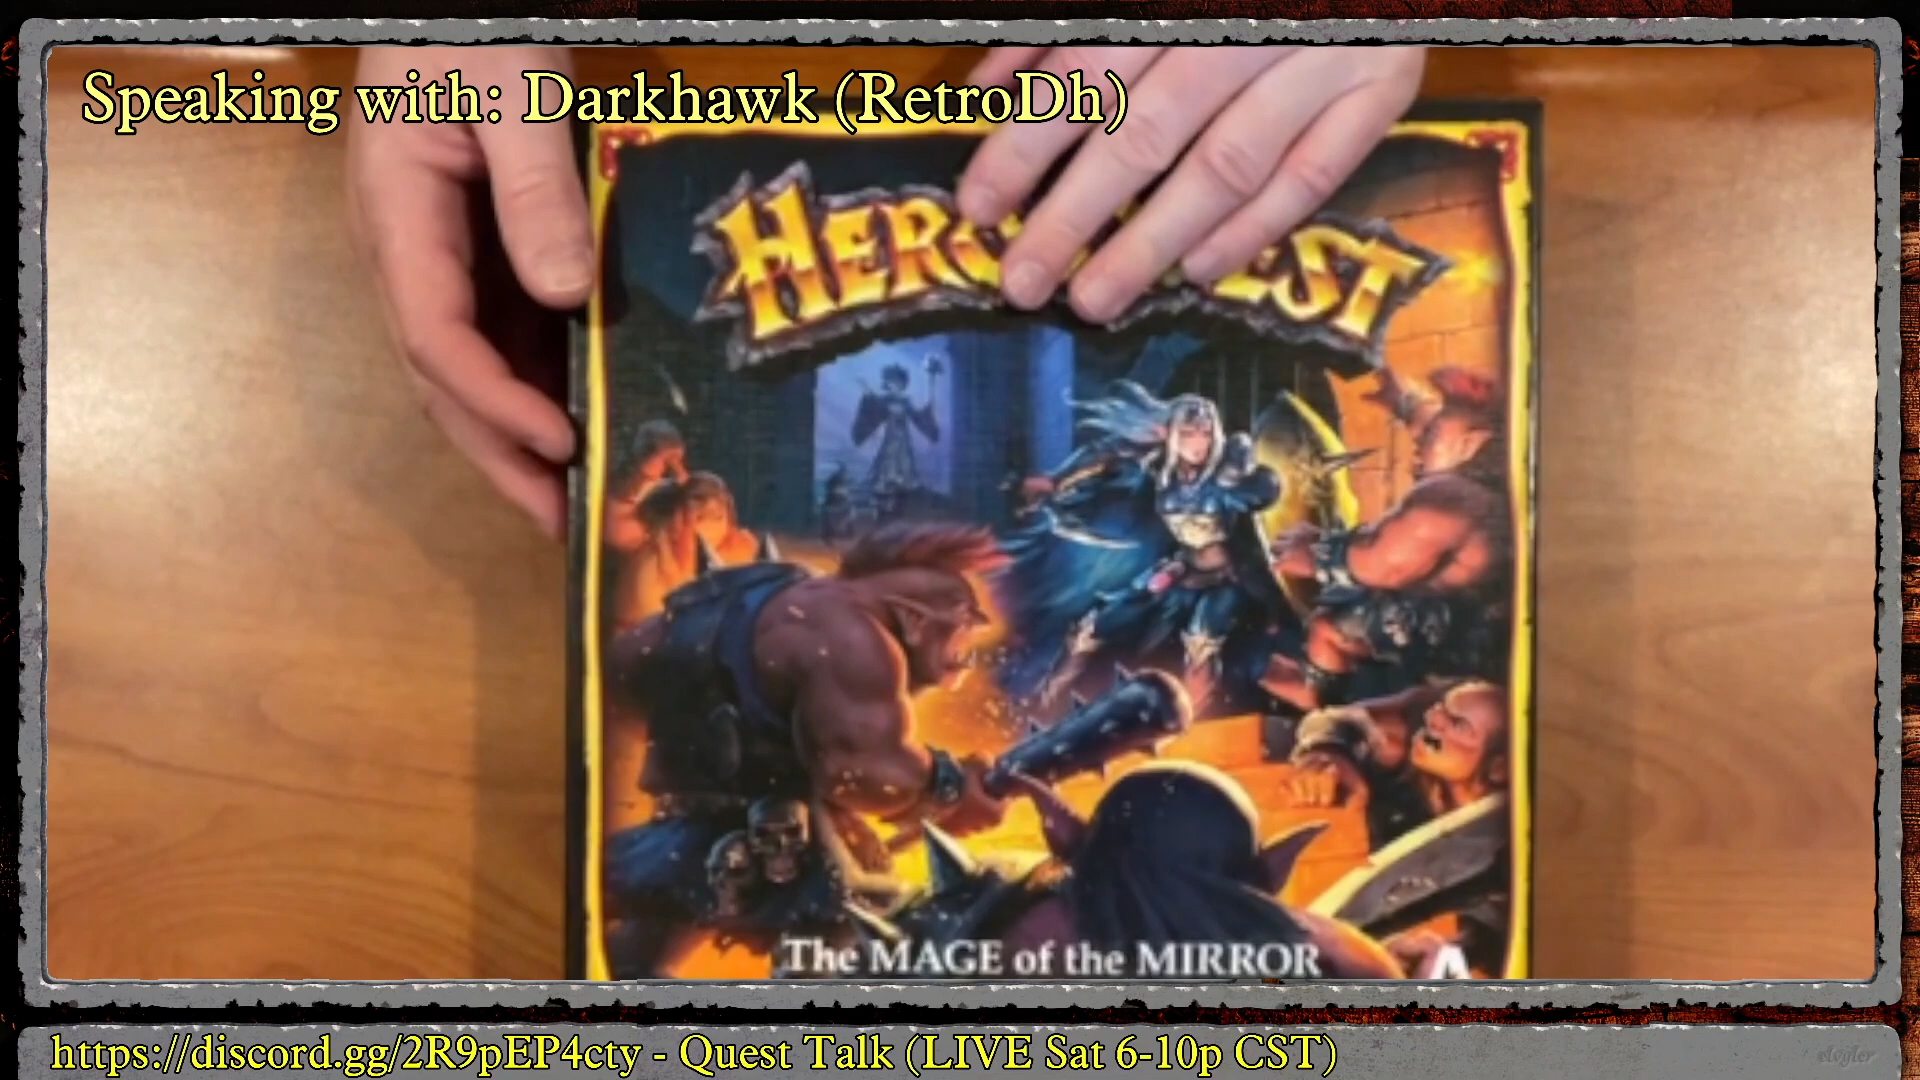 Speaking with: Darkhawk (RetroDh)
HEROQUEST
The MAGE of the MIRROR
https://discord.gg/2R9pEP4cty - Quest Talk (LIVE Sat 6-10p CST)